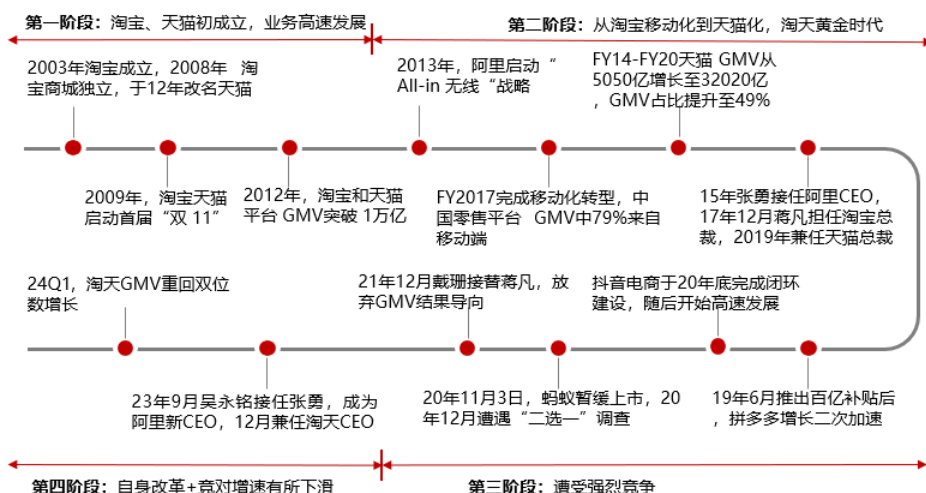 第一阶段：淘宝、天猫初成立，业务高速发展
第二阶段：从淘宝移动化到天猫化，淘天黄金时代
2003年淘宝成立，2008年 淘
宝商城独立，于12年改名天猫
2013年，阿里启动“
All-in 无线“战略
FY14-FY20天猫 GMV从
5050亿增长至32020亿
，GMV占比提升至49%
2009年，淘宝天猫
启动首届“双 11”
2012年，淘宝和天猫
平台 GMV突破 1万亿
FY2017完成移动化转型，中
国零售平台 GMV中79%来自
移动端
15年张勇接任阿里CEO，
17年12月蒋凡担任淘宝总
裁，2019年兼任天猫总裁
24Q1，淘天GMV重回双位
数增长
21年12月戴珊接替蒋凡，放
弃GMV结果导向
抖音电商于20年底完成闭环
建设，随后开始高速发展
23年9月吴永铭接任张勇，成为
阿里新CEO，12月兼任淘天CEO
20年11月3日，蚂蚁暂缓上市，20
年12月遭遇“二选一”调查
19年6月推出百亿补贴后
，拼多多增长二次加速
第四阶段：自身改革+竞对增速有所下滑
第三阶段：遭受强烈竞争